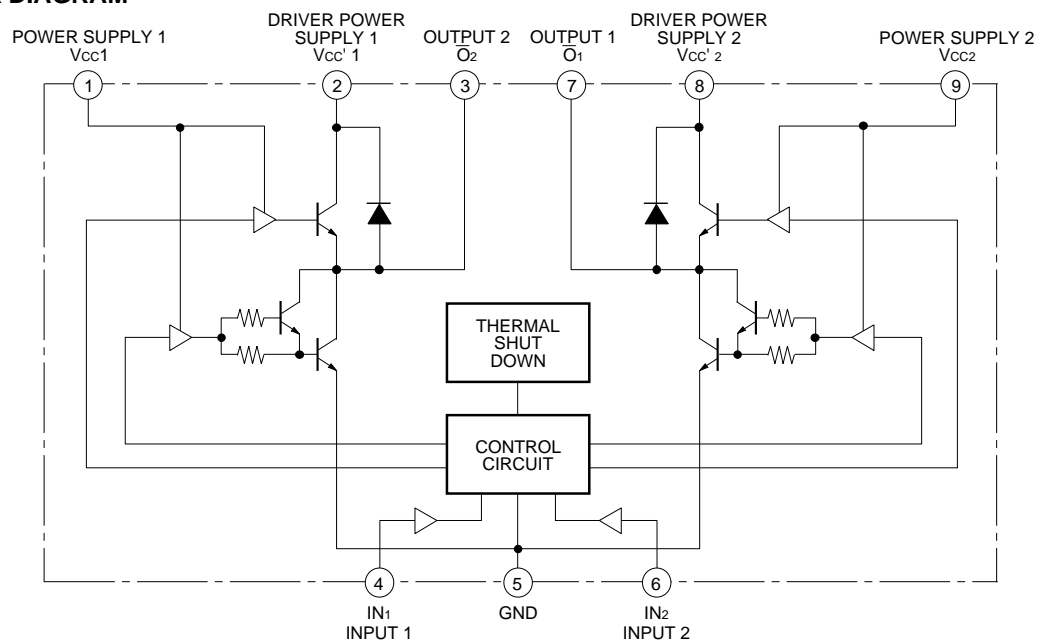 DIAGRAM
POWER SUPPLY 1
VCC1
DRIVER POWER
SUPPLY 1
VCC' 1
OUTPUT 2
O̅2
OUTPUT 1
O̅1
DRIVER POWER
SUPPLY 2
VCC' 2
POWER SUPPLY 2
VCC2
1
2
3
7
8
9
THERMAL
SHUT
DOWN
CONTROL
CIRCUIT
4
5
6
IN1
INPUT 1
GND
IN2
INPUT 2